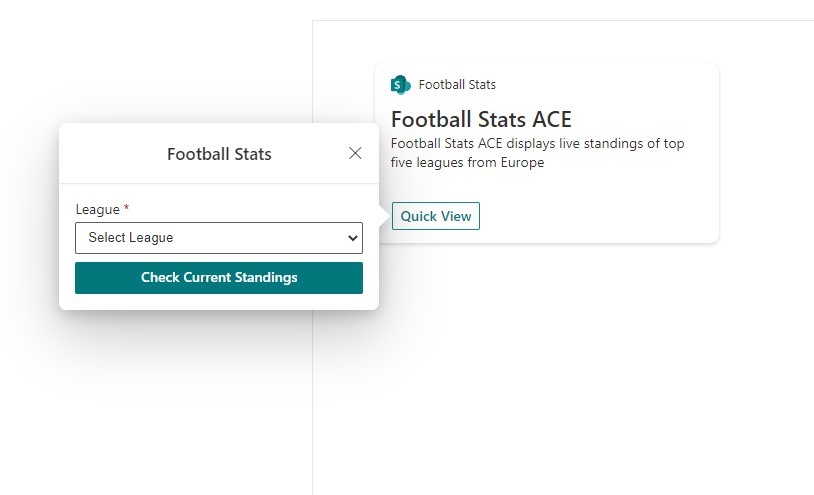 Football Stats
Football Stats ACE
Football Stats ACE displays live standings of top
five leagues from Europe
Quick View
Football Stats
League *
Select League
Check Current Standings